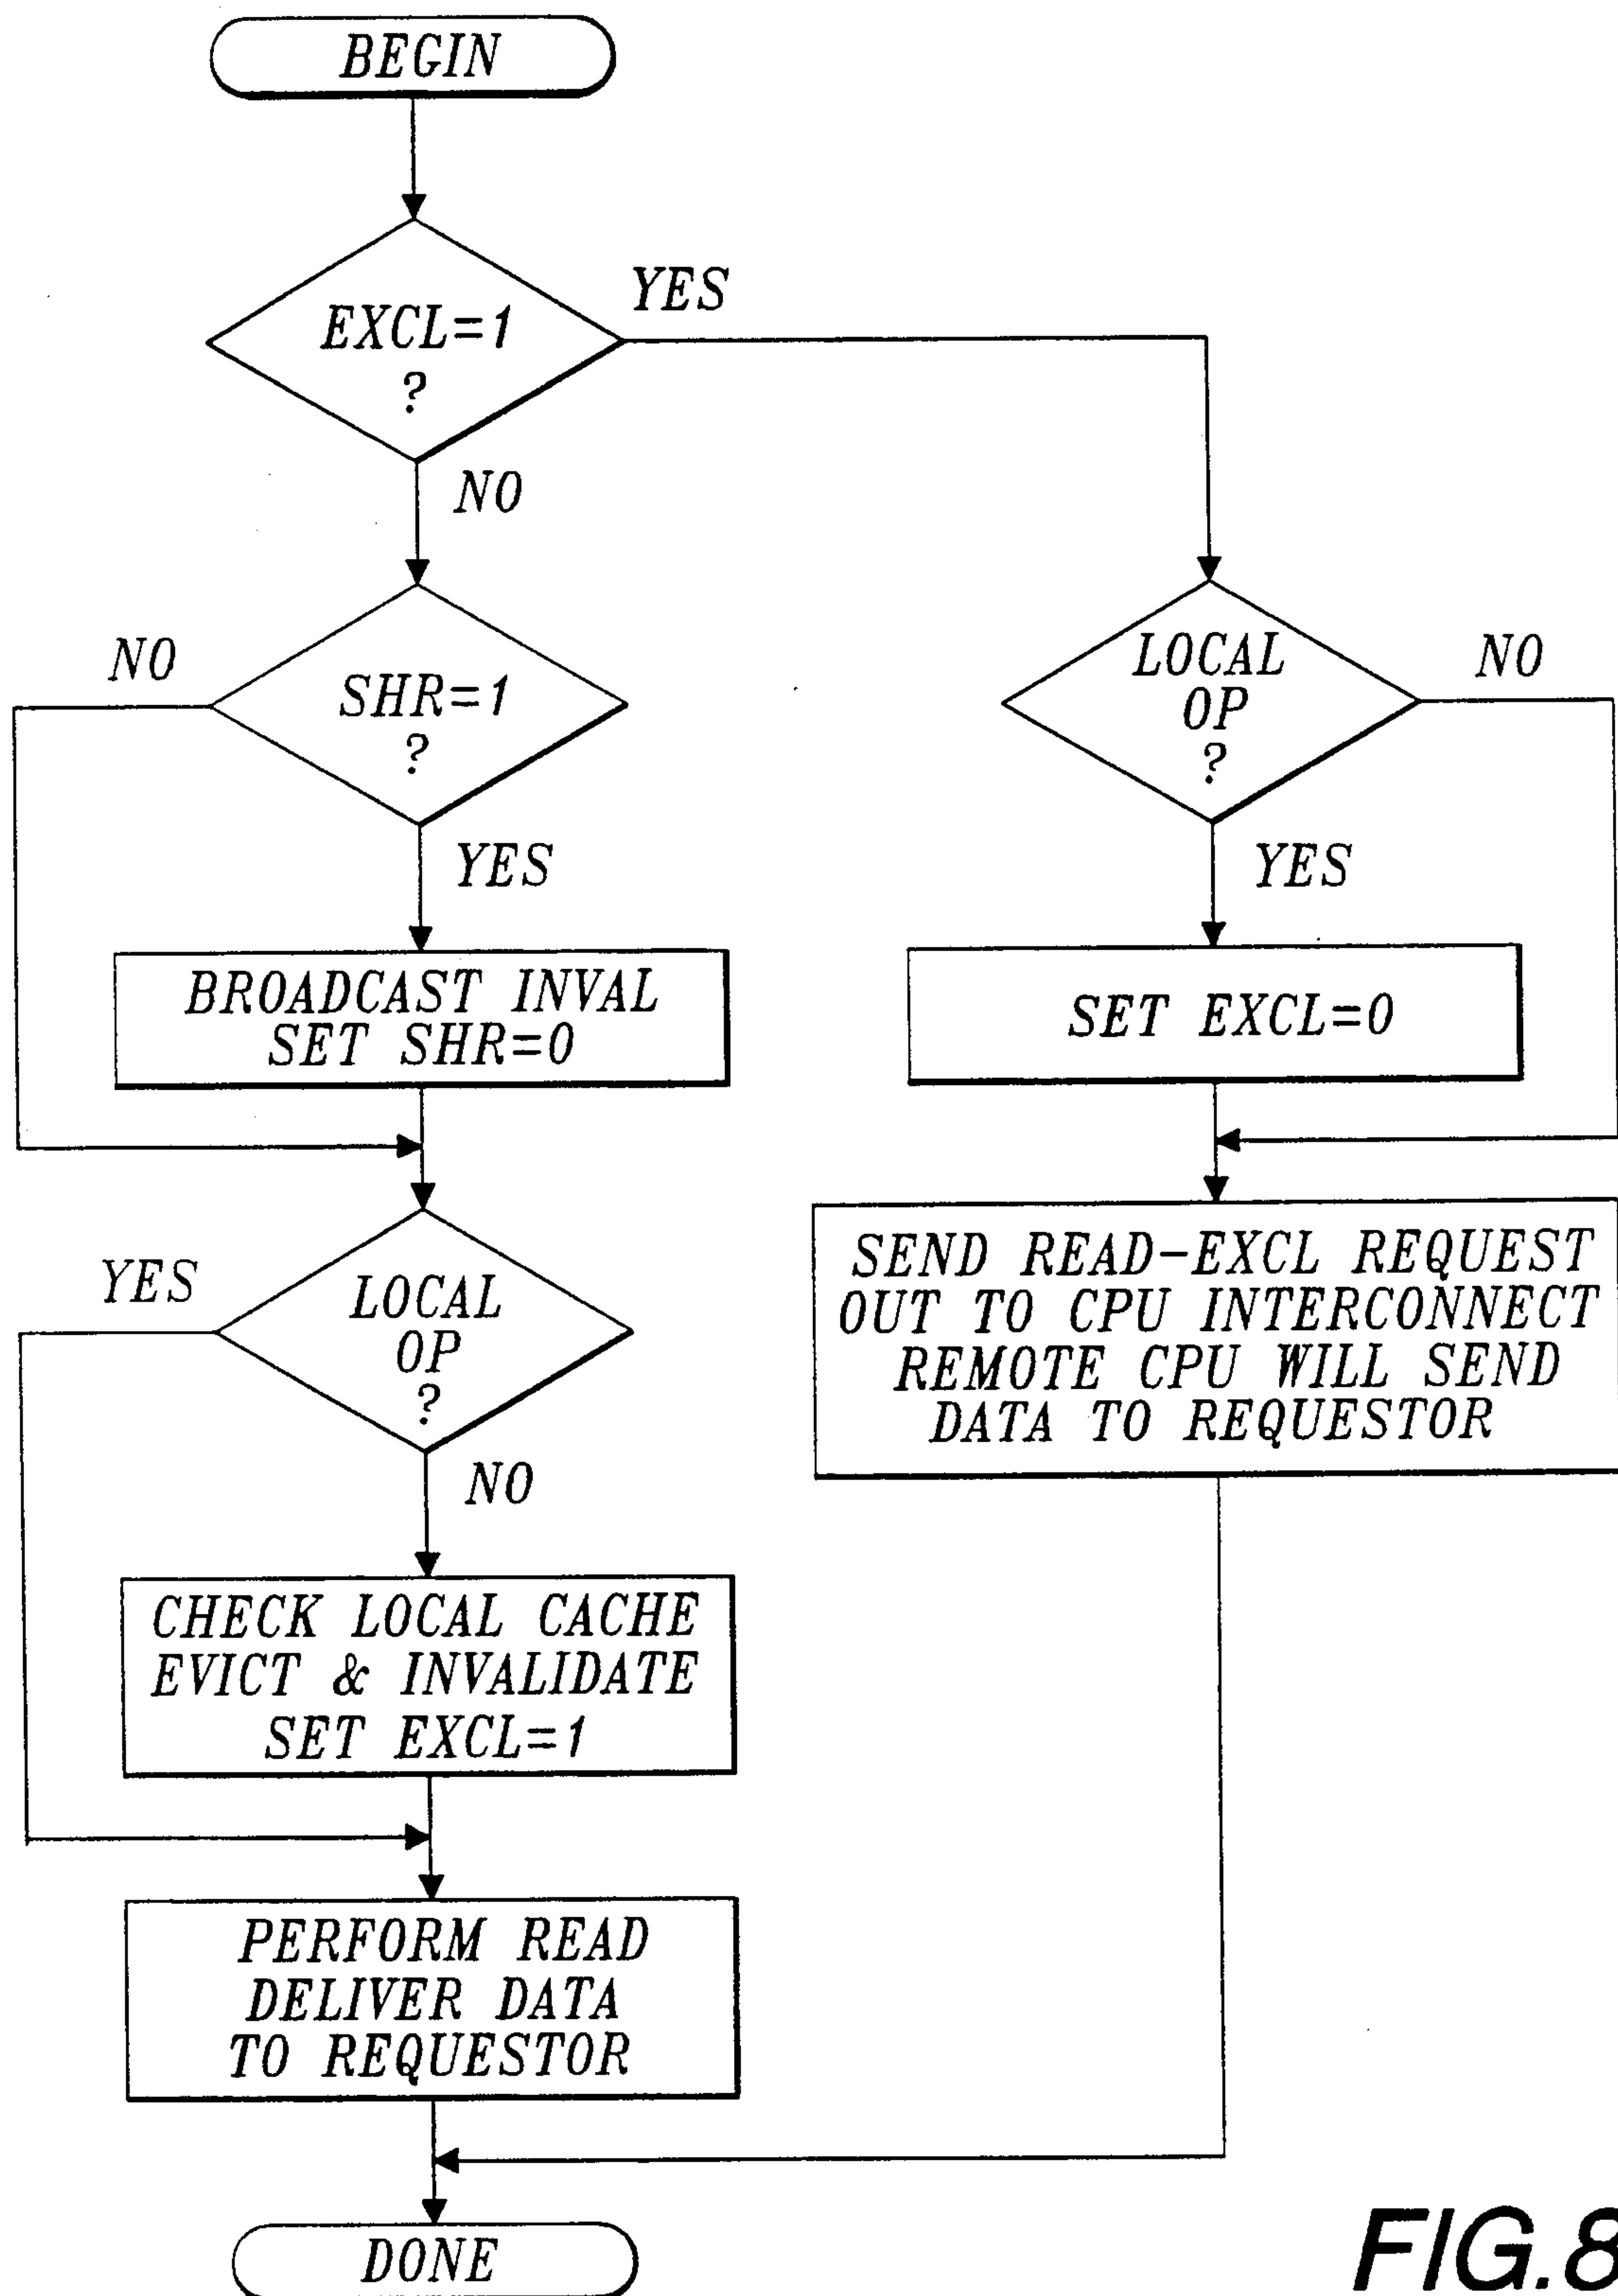 BEGIN
EXCL=1
?
YES
NO
SHR=1
?
NO
YES
LOCAL
OP
?
NO
YES
BROADCAST INVAL
SET SHR=0
SET EXCL=0
LOCAL
OP
?
YES
NO
SEND READ-EXCL REQUEST
OUT TO CPU INTERCONNECT
REMOTE CPU WILL SEND
DATA TO REQUESTOR
CHECK LOCAL CACHE
EVICT & INVALIDATE
SET EXCL=1
PERFORM READ
DELIVER DATA
TO REQUESTOR
DONE
FIG.8